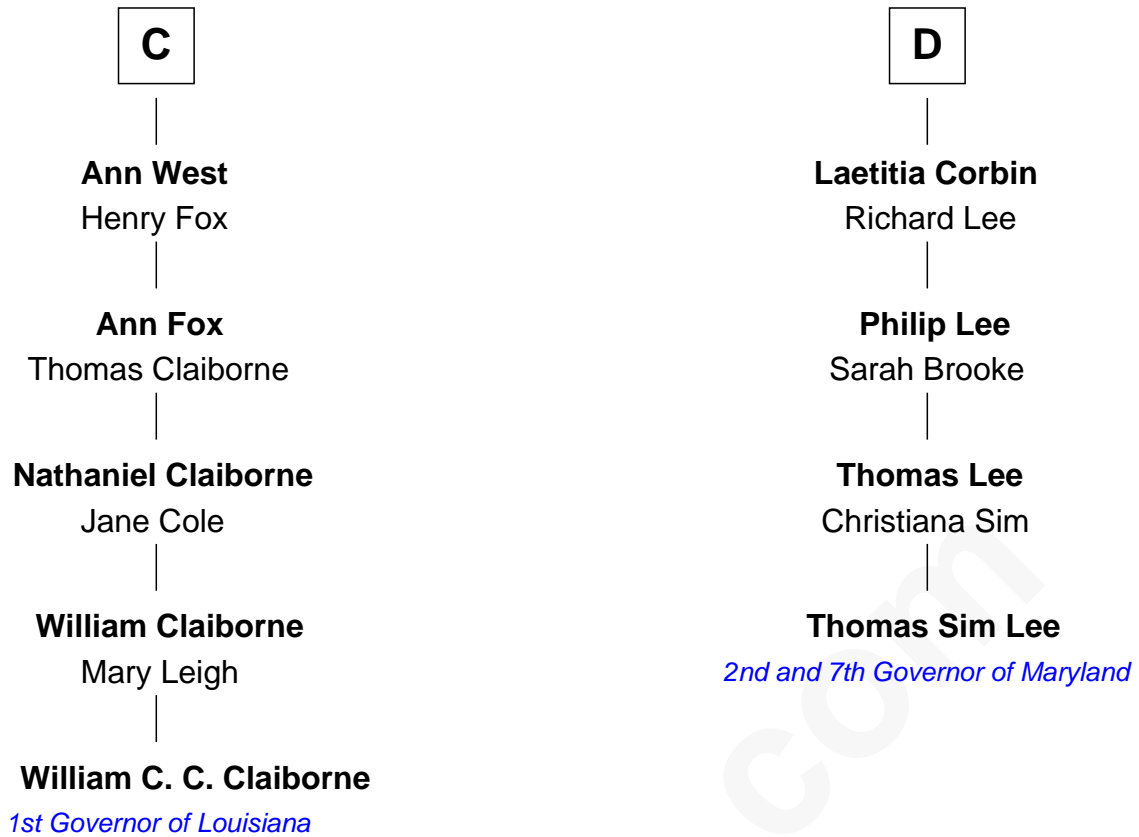 C
Ann West
Henry Fox
Ann Fox
Thomas Claiborne
Nathaniel Claiborne
Jane Cole
William Claiborne
Mary Leigh
William C. C. Claiborne
1st Governor of Louisiana
D
Laetitia Corbin
Richard Lee
Philip Lee
Sarah Brooke
Thomas Lee
Christiana Sim
Thomas Sim Lee
2nd and 7th Governor of Maryland
com